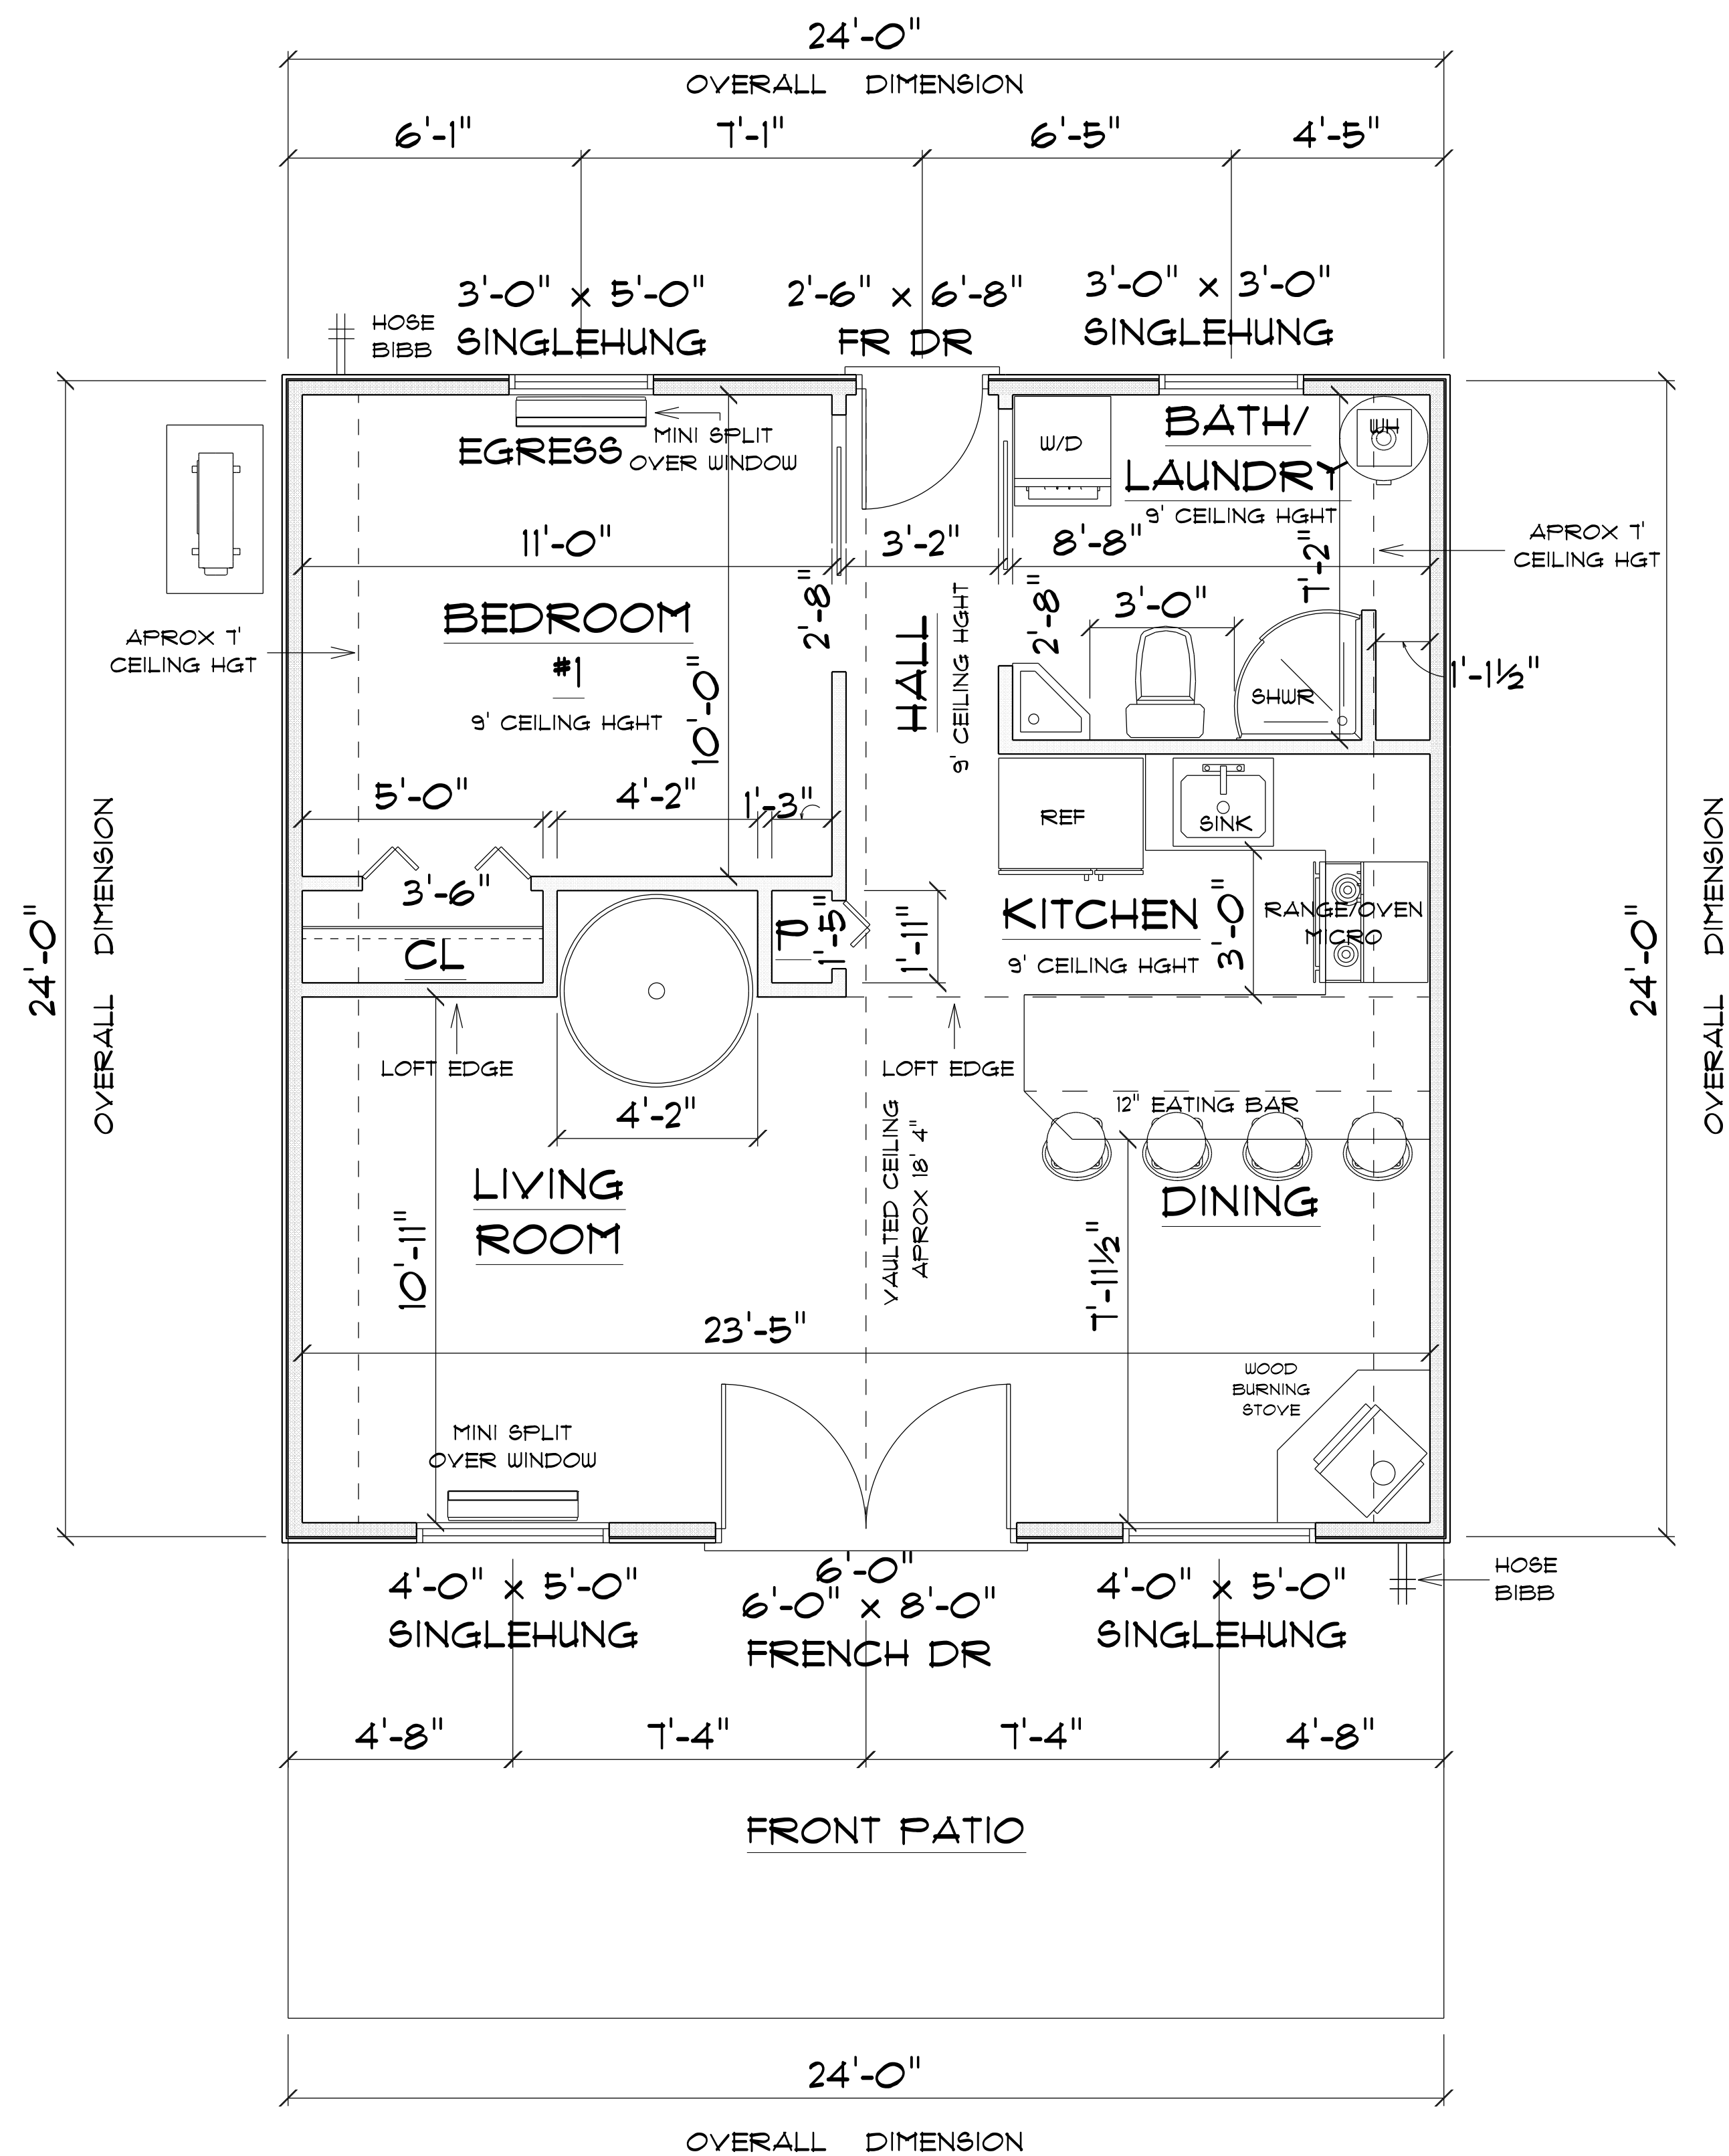 24'-0"
OVERALL DIMENSION
6'-1"
7'-1"
6'-5"
4'-5"
3'-0" x 5'-0"
SINGLEHUNG
2'-6" x 6'-8"
FR DR
3'-0" x 3'-0"
SINGLEHUNG
HOSE
BIBB
EGRESS
MINI SPLIT
OVER WINDOW
W/D
BATH/
LAUNDRY
9' CEILING HGHT
WH
11'-0"
3'-2"
8'-8"
7'-2"
APROX 7'
CEILING HGT
APROX 7'
CEILING HGT
BEDROOM
#1
9' CEILING HGHT
10'-0"
2'-8"
HALL
9' CEILING HGHT
2'-8"
3'-0"
SHWR
1'-1½"
5'-0"
4'-2"
1'-3"
REF
SINK
3'-6"
CL
P
1'-5"
1'-11"
KITCHEN
9' CEILING HGHT
3'-0"
RANGE/OVEN
MICRO
24'-0"
OVERALL DIMENSION
24'-0"
OVERALL DIMENSION
LOFT EDGE
LOFT EDGE
4'-2"
12" EATING BAR
VAULTED CEILING
APROX 18' 4"
LIVING
ROOM
DINING
10'-11"
7'-11½"
23'-5"
WOOD
BURNING
STOVE
MINI SPLIT
OVER WINDOW
4'-0" x 5'-0"
SINGLEHUNG
6'-0"
6'-0" x 8'-0"
FRENCH DR
4'-0" x 5'-0"
SINGLEHUNG
HOSE
BIBB
4'-8"
7'-4"
7'-4"
4'-8"
FRONT PATIO
24'-0"
OVERALL DIMENSION